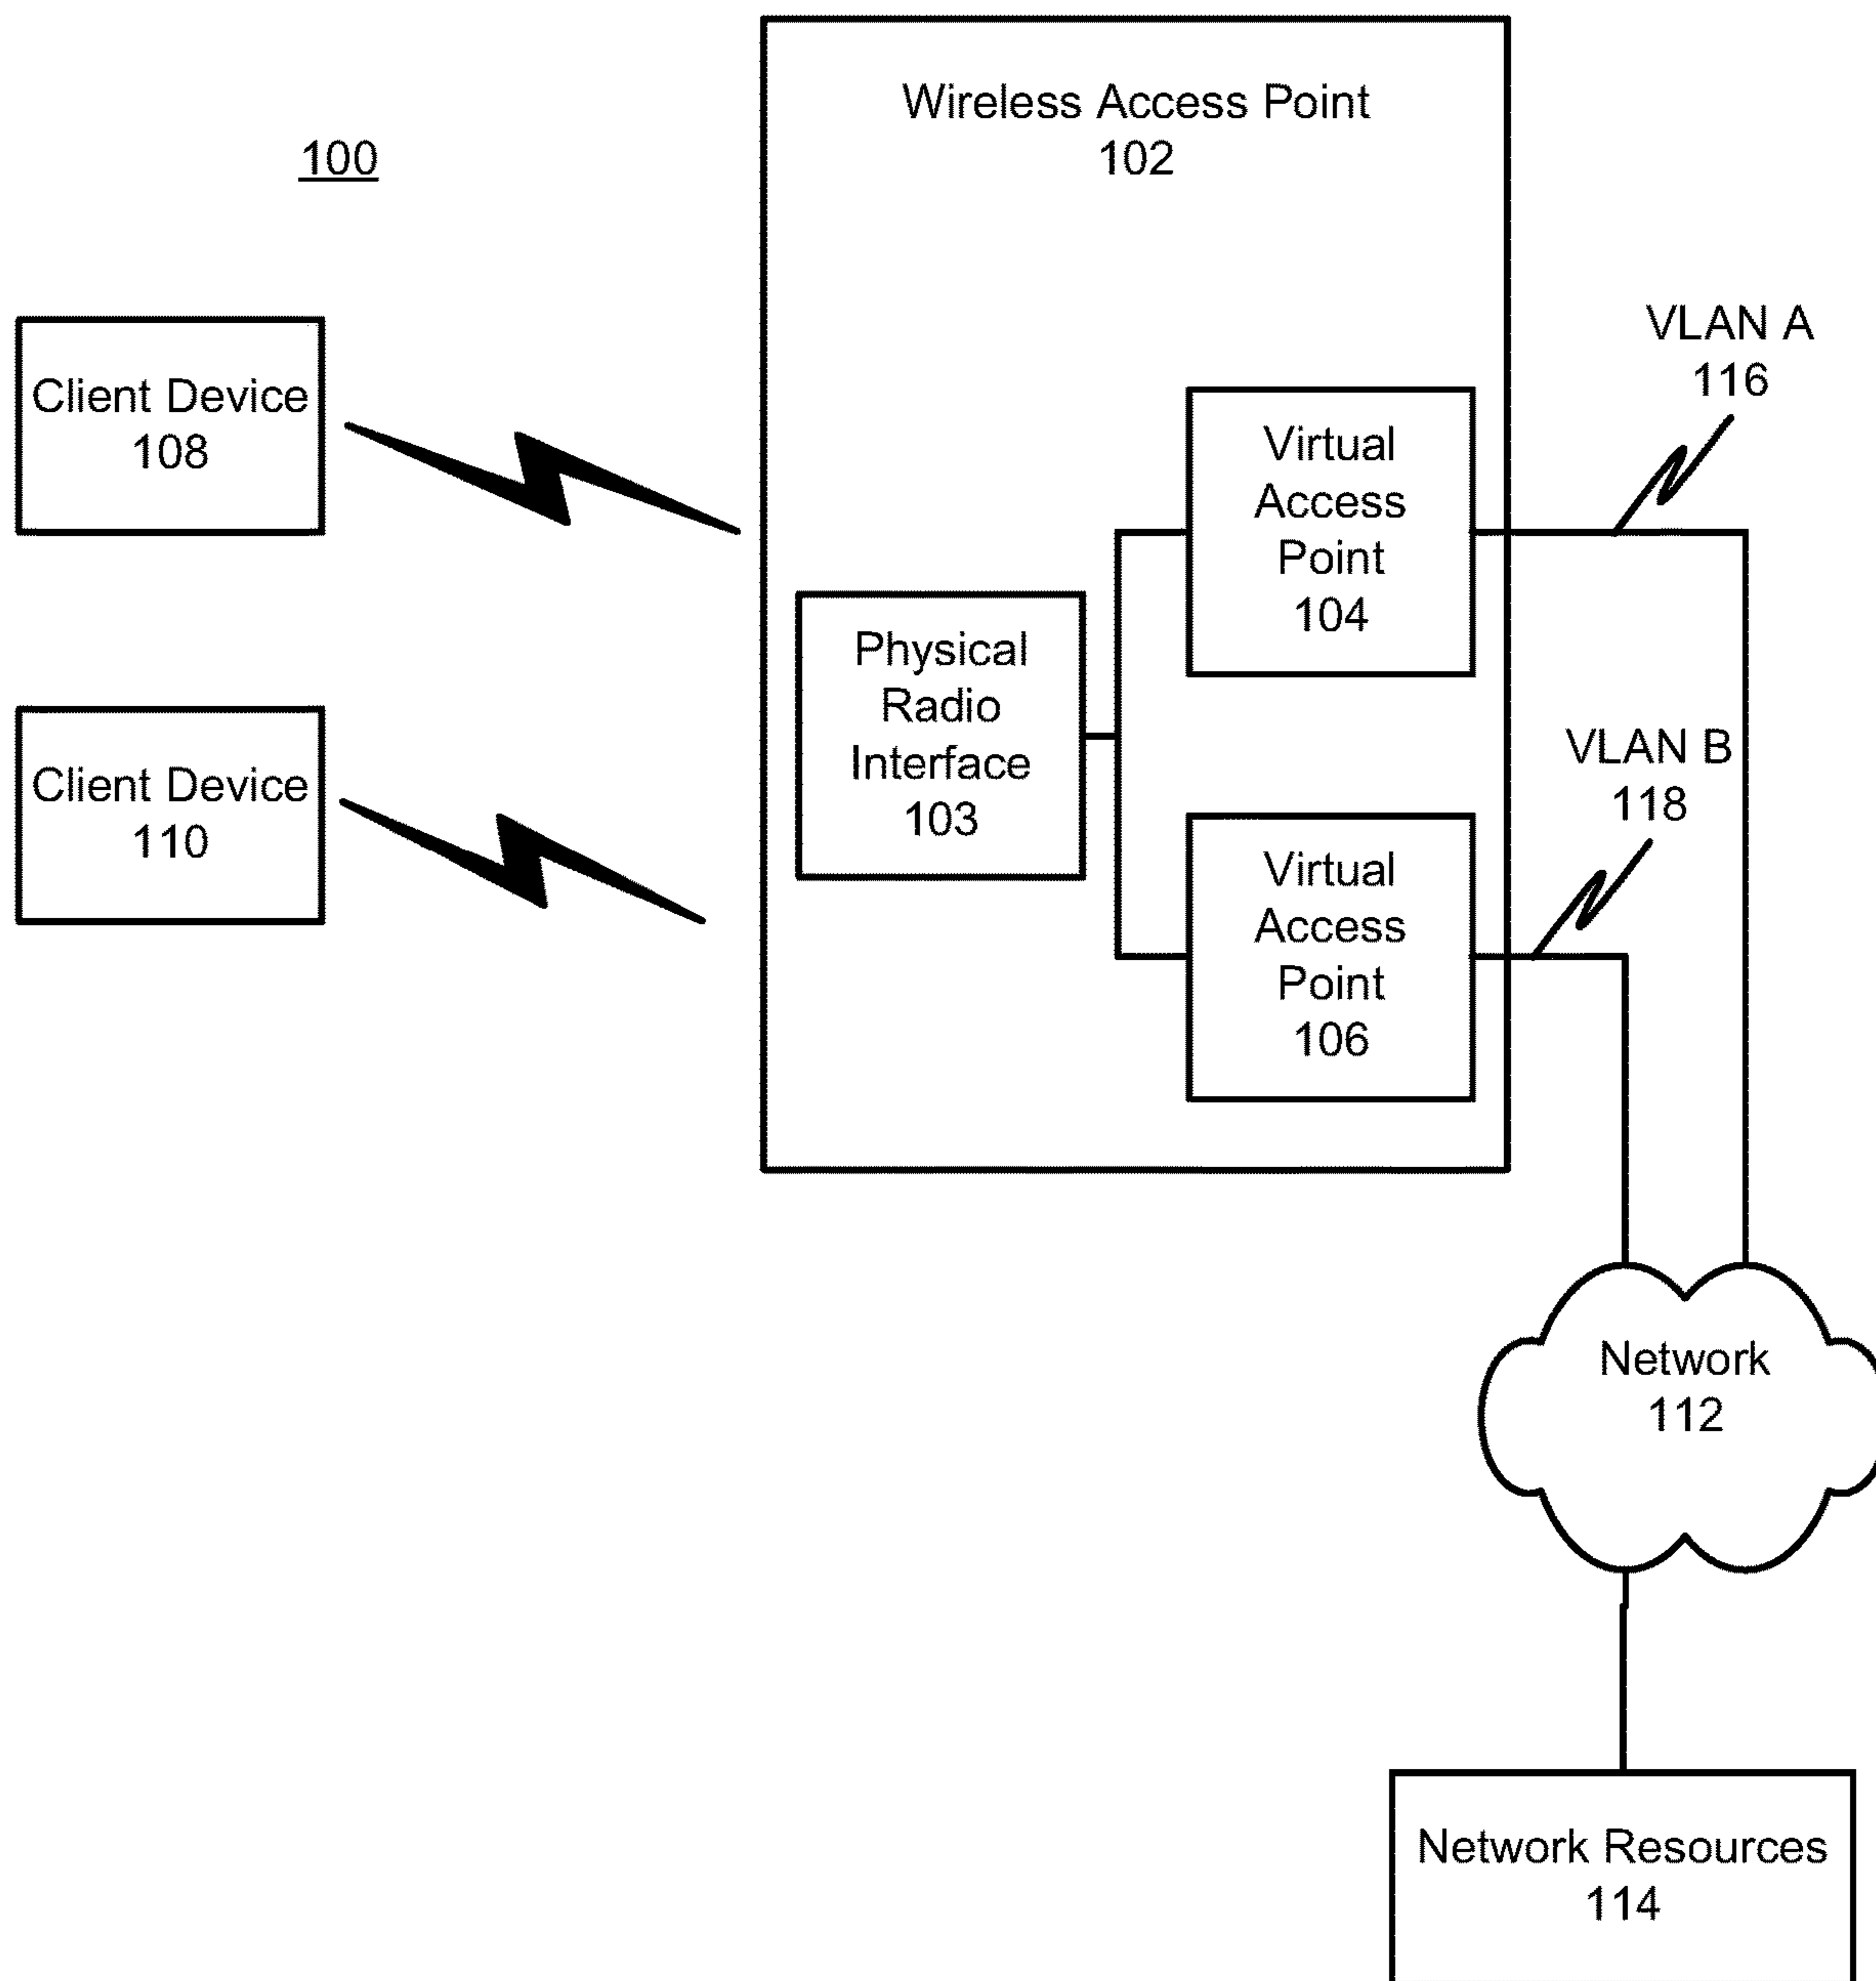 100
Wireless Access Point
102
Client Device
108
VLAN A
116
Virtual
Access
Point
104
Physical
Radio
Interface
103
Client Device
110
VLAN B
118
Virtual
Access
Point
106
Network
112
Network Resources
114